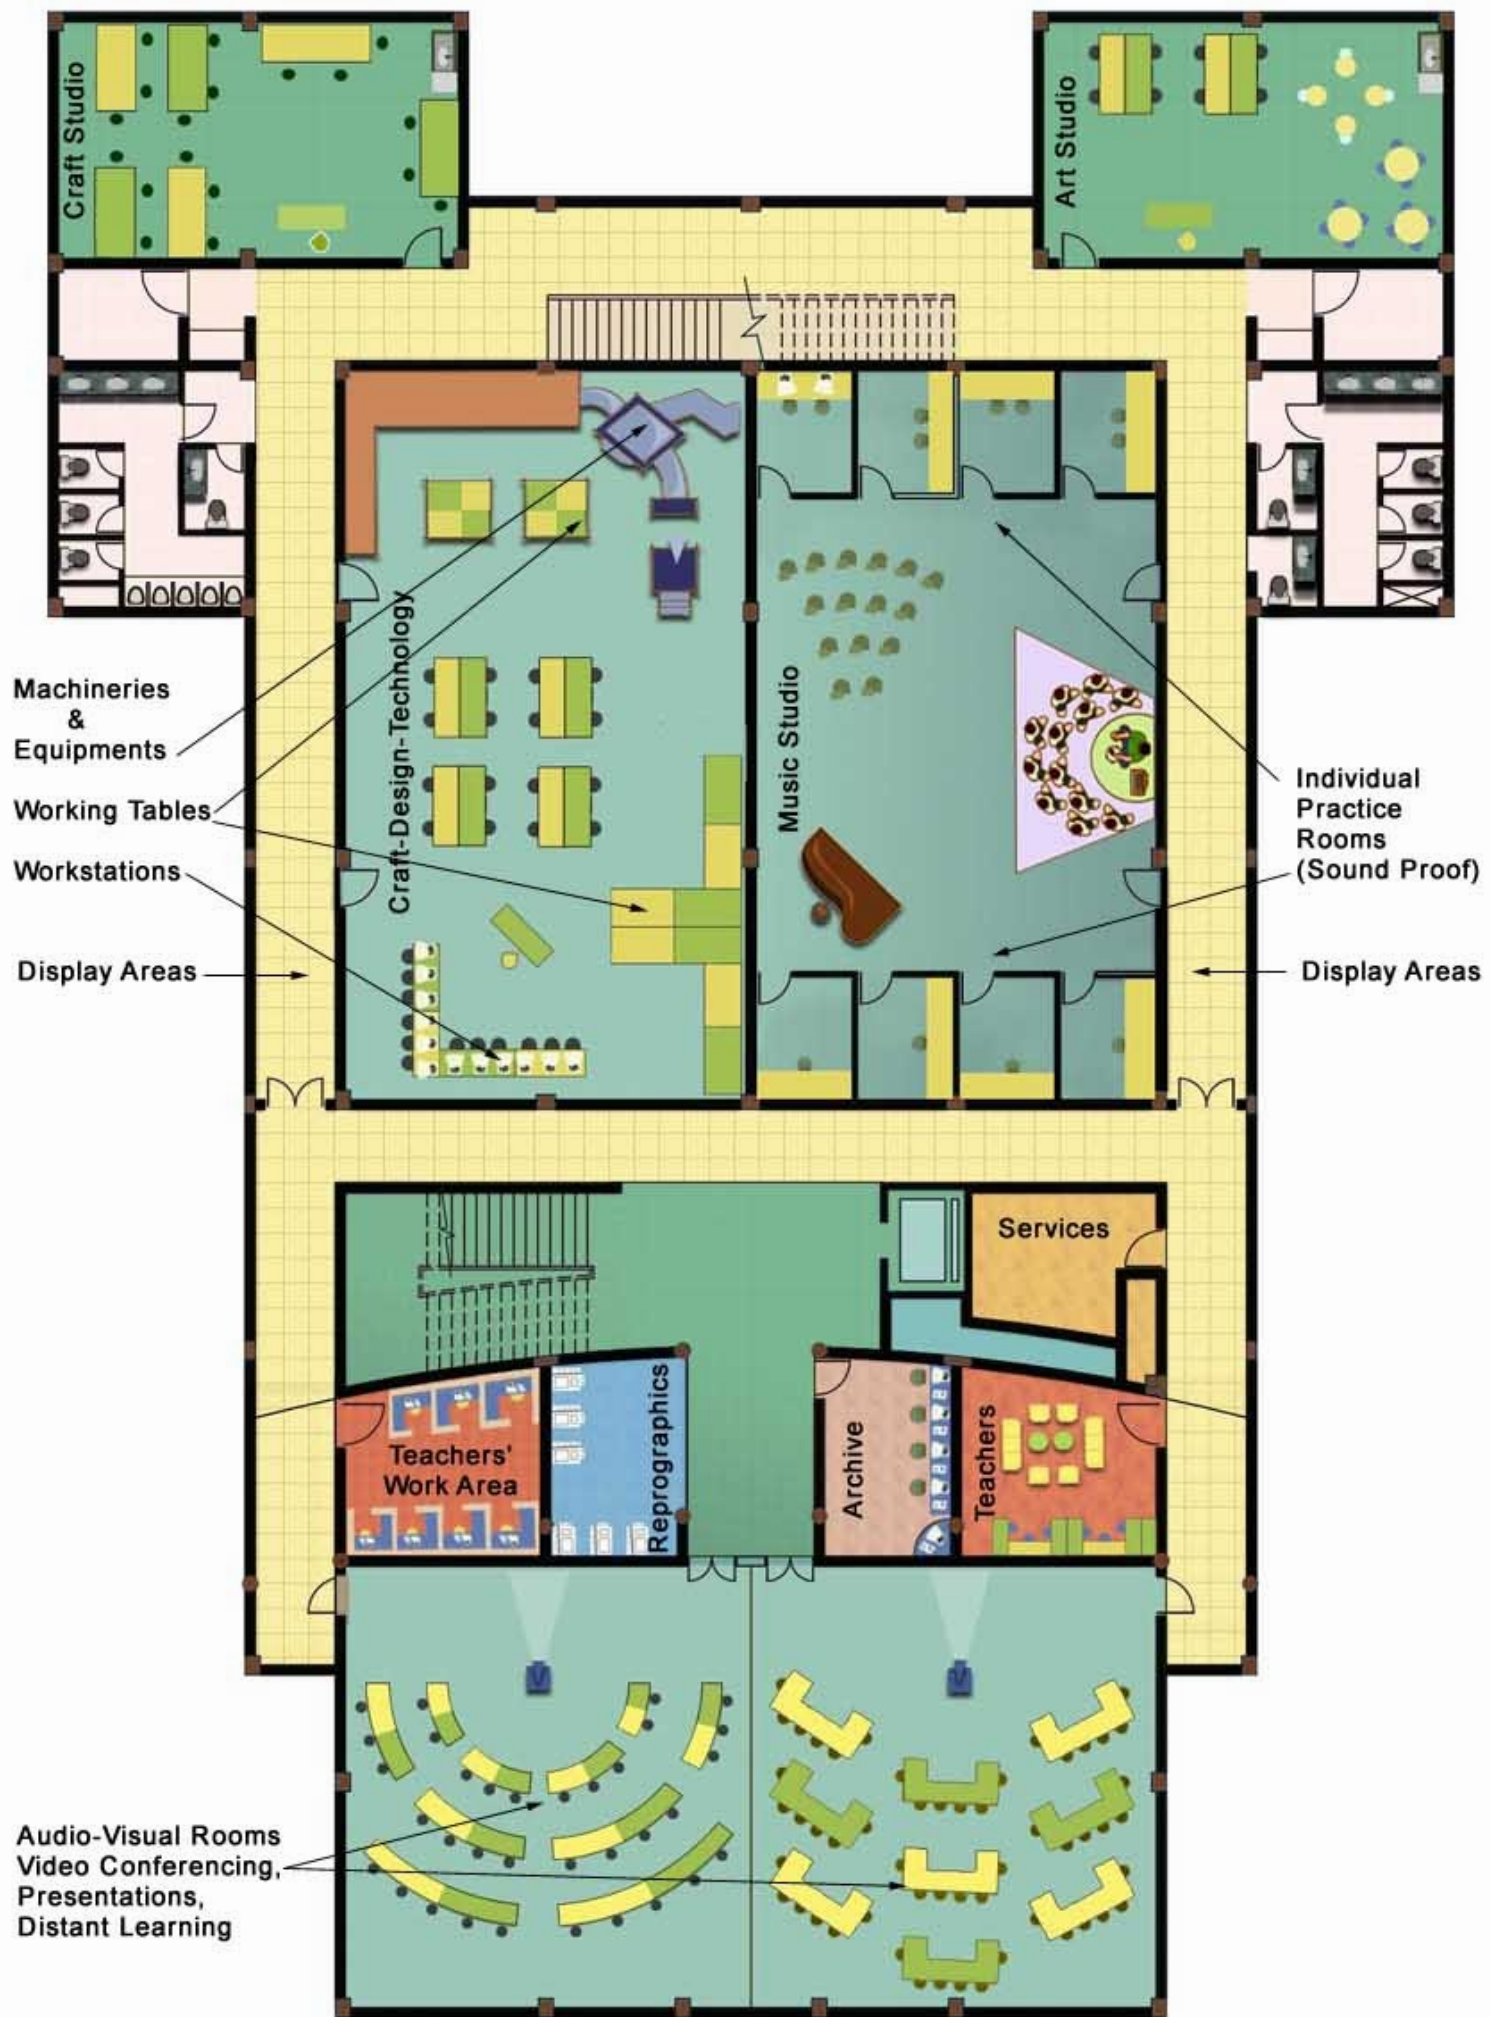 Craft Studio
Art Studio
Machineries
&
Equipments
Working Tables
Workstations
Display Areas
Craft-Design-Technology
Music Studio
Individual
Practice
Rooms
(Sound Proof)
Display Areas
Services
Teachers'
Work Area
Reprographics
Archive
Teachers
Audio-Visual Rooms
Video Conferencing,
Presentations,
Distant Learning